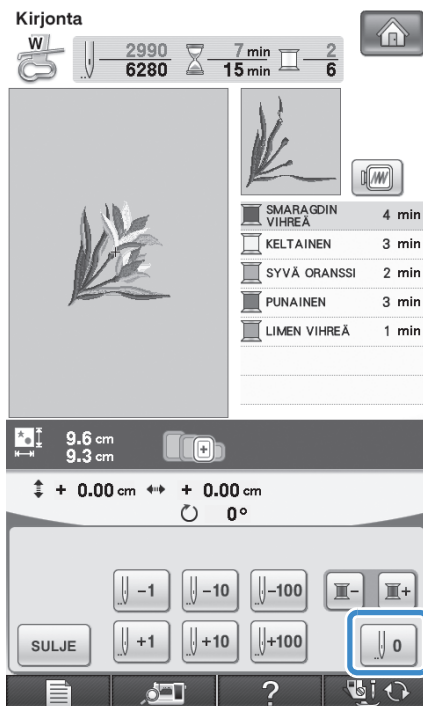 Kirjonta
W
2990 7 min 2
6280 15 min 6
SMARAGDIN
VIHREÄ 4 min
KELTAINEN 3 min
SYVÄ ORANSSI 2 min
PUNAINEN 3 min
LIMEN VIHREÄ 1 min
9.6 cm
9.3 cm
+ 0.00 cm + 0.00 cm
0°
-1 -10 -100 - +
SULJE +1 +10 +100 0
?